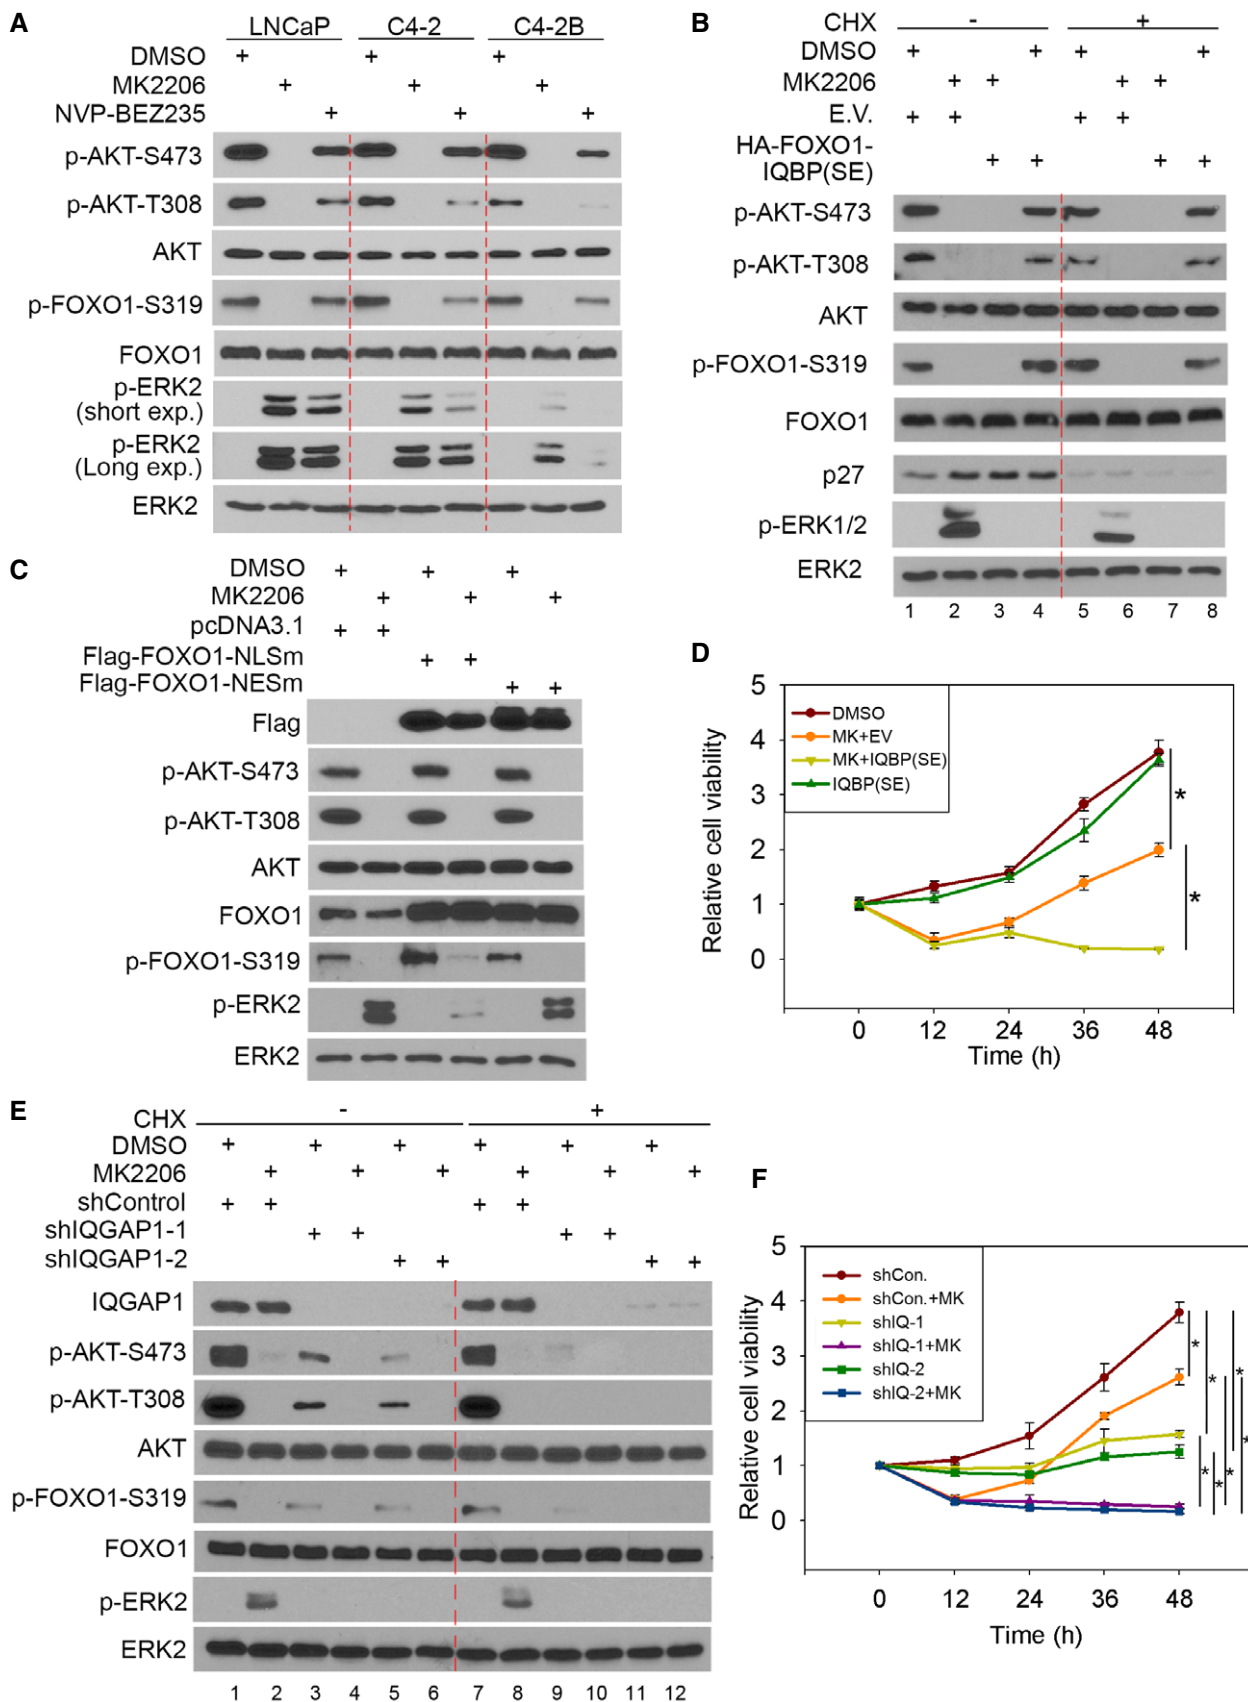 A
LNCaP C4-2 C4-2B
DMSO + + +
MK2206 + + +
NVP-BEZ235 + + +
p-AKT-S473
p-AKT-T308
AKT
p-FOXO1-S319
FOXO1
p-ERK2
(short exp.)
p-ERK2
(Long exp.)
ERK2
B
CHX - +
DMSO + + + +
MK2206 + + + +
E.V. + + + +
HA-FOXO1-
IQBP(SE) + + + +
p-AKT-S473
p-AKT-T308
AKT
p-FOXO1-S319
FOXO1
p27
p-ERK1/2
ERK2
1 2 3 4 5 6 7 8
C
DMSO + + +
MK2206 + + +
pcDNA3.1 + +
Flag-FOXO1-NLSm + +
Flag-FOXO1-NESm + +
Flag
p-AKT-S473
p-AKT-T308
AKT
FOXO1
p-FOXO1-S319
p-ERK2
ERK2
D
5
4
3
2
1
0
Relative cell viability
DMSO
MK+EV
MK+IQBP(SE)
IQBP(SE)
*
*
0 12 24 36 48
Time (h)
E
CHX - +
DMSO + + + + + +
MK2206 + + + + + +
shControl + + + +
shIQGAP1-1 + + + +
shIQGAP1-2 + + + +
IQGAP1
p-AKT-S473
p-AKT-T308
AKT
p-FOXO1-S319
FOXO1
p-ERK2
ERK2
1 2 3 4 5 6 7 8 9 10 11 12
F
5
4
3
2
1
0
Relative cell viability
shCon.
shCon.+MK
shIQ-1
shIQ-1+MK
shIQ-2
shIQ-2+MK
* * * * * * * *
0 12 24 36 48
Time (h)